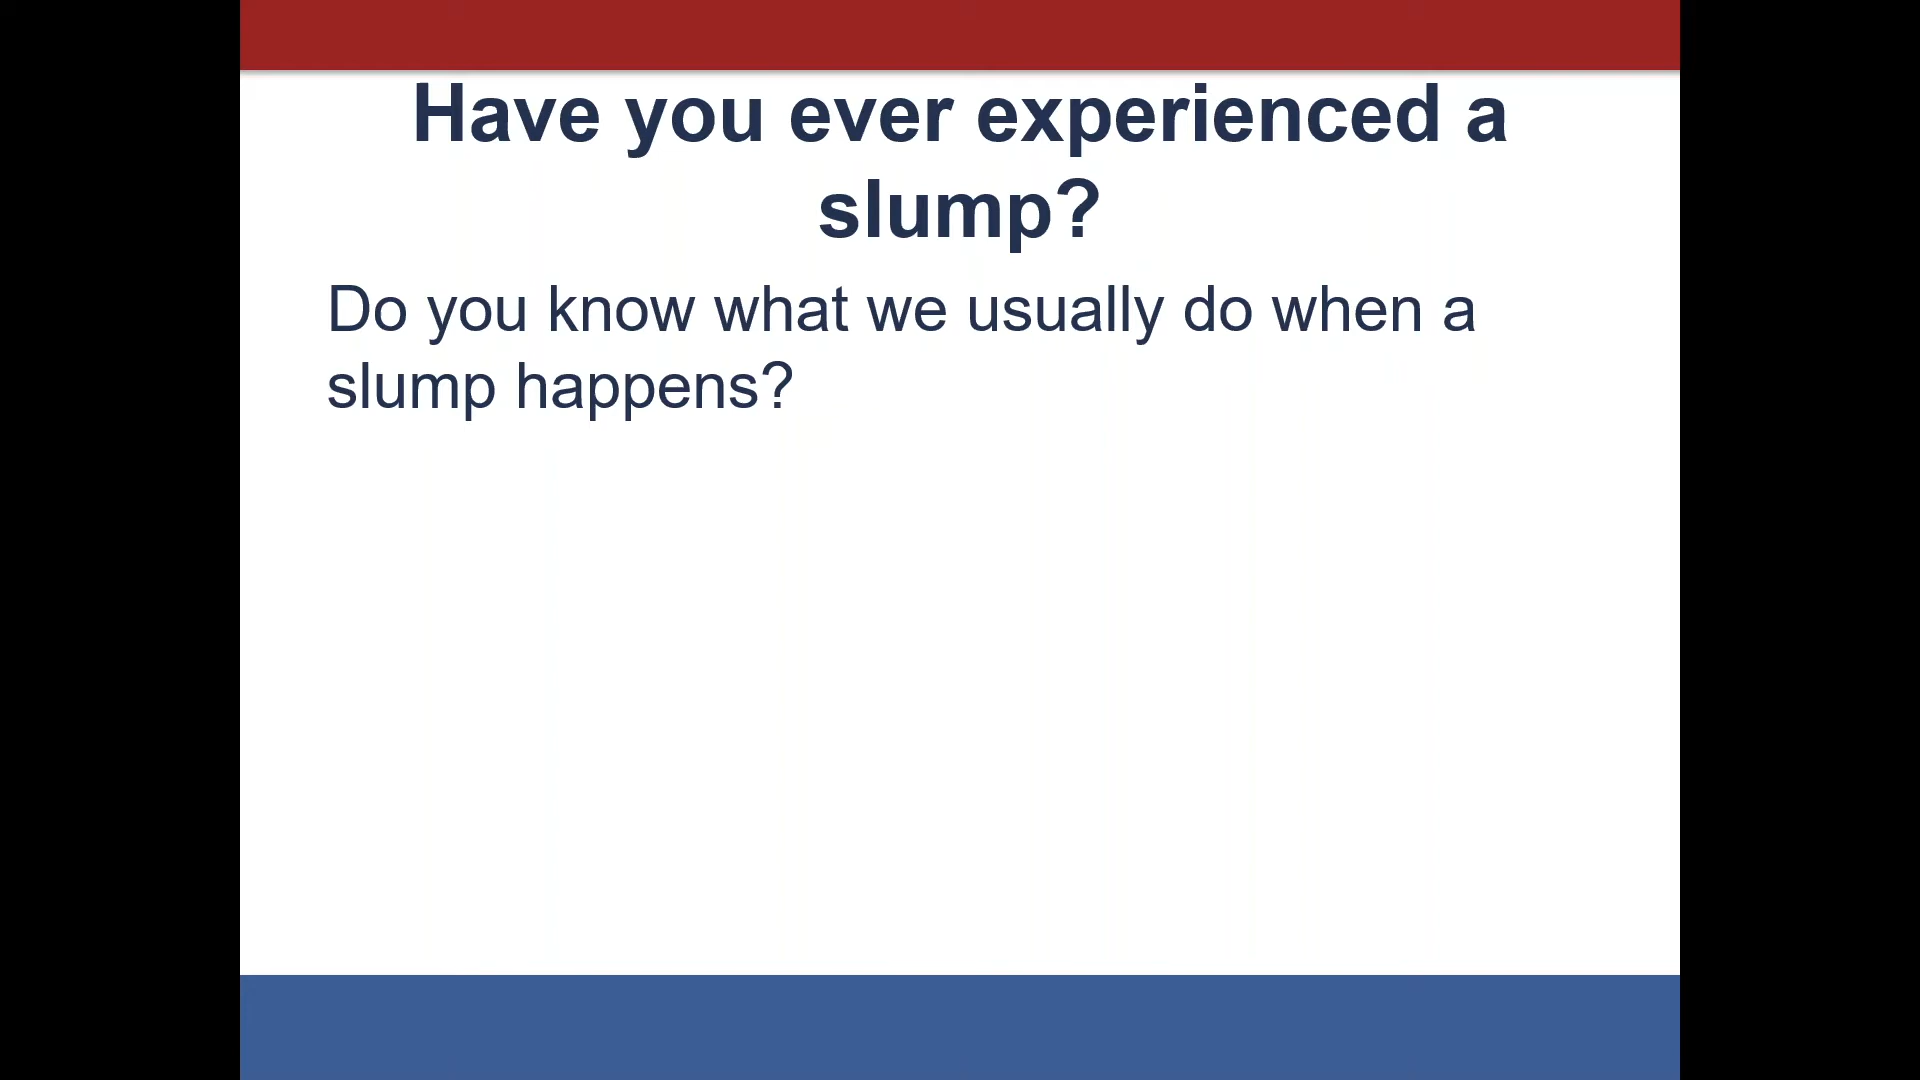 Have you ever experienced a
slump?
Do you know what we usually do when a
slump happens?